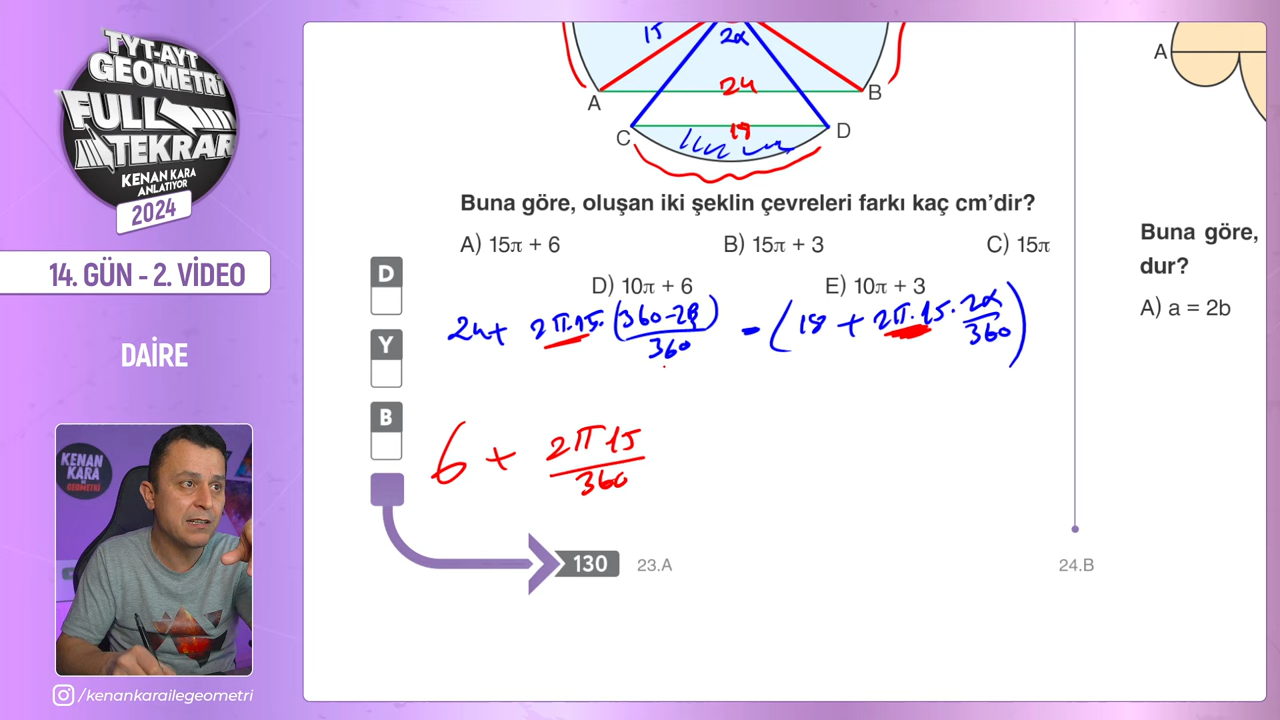 TYT-AYT
GEOMETRİ
FULL
TEKRAR
KENAN KARA
ANLATIYOR
2024
14. GÜN - 2. VİDEO
DAİRE
KENAN
KARA
GEOMETRİ
/kenankarailegeometri
15
2α
24
A
B
C
18
D
Buna göre, oluşan iki şeklin çevreleri farkı kaç cm'dir?
A) 15π + 6 B) 15π + 3 C) 15π
D) 10π + 6 E) 10π + 3
D
Y
B
24 + 2π.15.(360-2α)/360 - (18 + 2π.15.2α/360)
6 + 2π15/360
130
23.A
24.B
A
Buna göre,
dur?
A) a = 2b